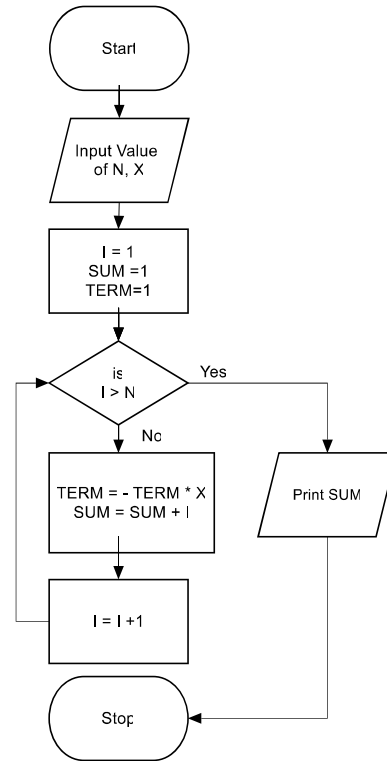 Start
Input Value
of N, X
I = 1
SUM =1
TERM=1
is
I > N
Yes
No
TERM = - TERM * X
SUM = SUM + I
Print SUM
I = I +1
Stop